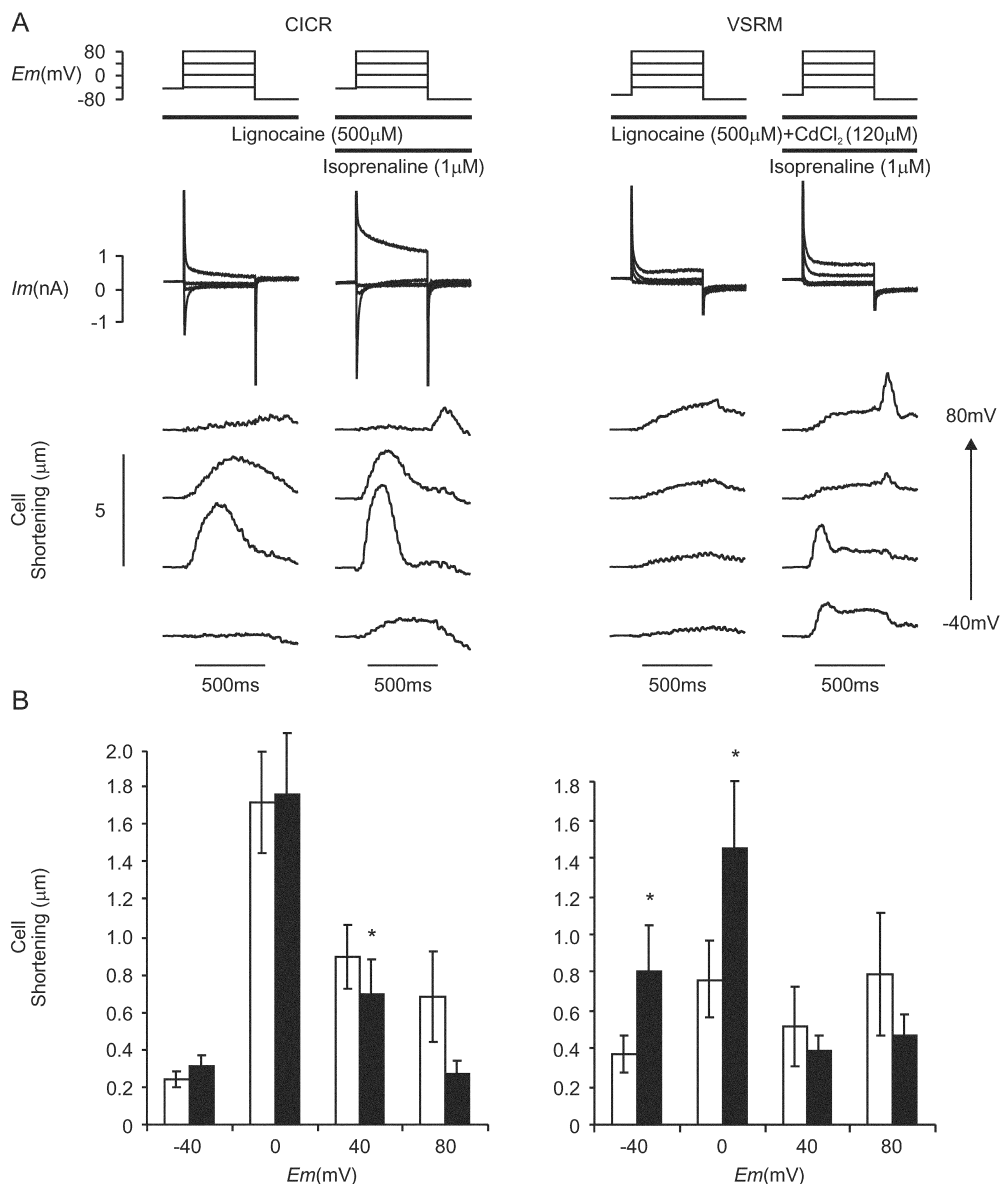 A
CICR
VSRM
Em(mV)
80
0
-80
Lignocaine (500μM)
Isoprenaline (1μM)
Lignocaine (500μM)+CdCl₂ (120μM)
Isoprenaline (1μM)
Im(nA)
1
0
-1
Cell
Shortening (μm)
5
80mV
-40mV
500ms
500ms
500ms
500ms
B
Cell
Shortening (μm)
2.0
1.8
1.6
1.4
1.2
1.0
0.8
0.6
0.4
0.2
0
*
-40
0
40
80
Em(mV)
1.8
1.6
1.4
1.2
1.0
0.8
0.6
0.4
0.2
0
*
*
-40
0
40
80
Em(mV)